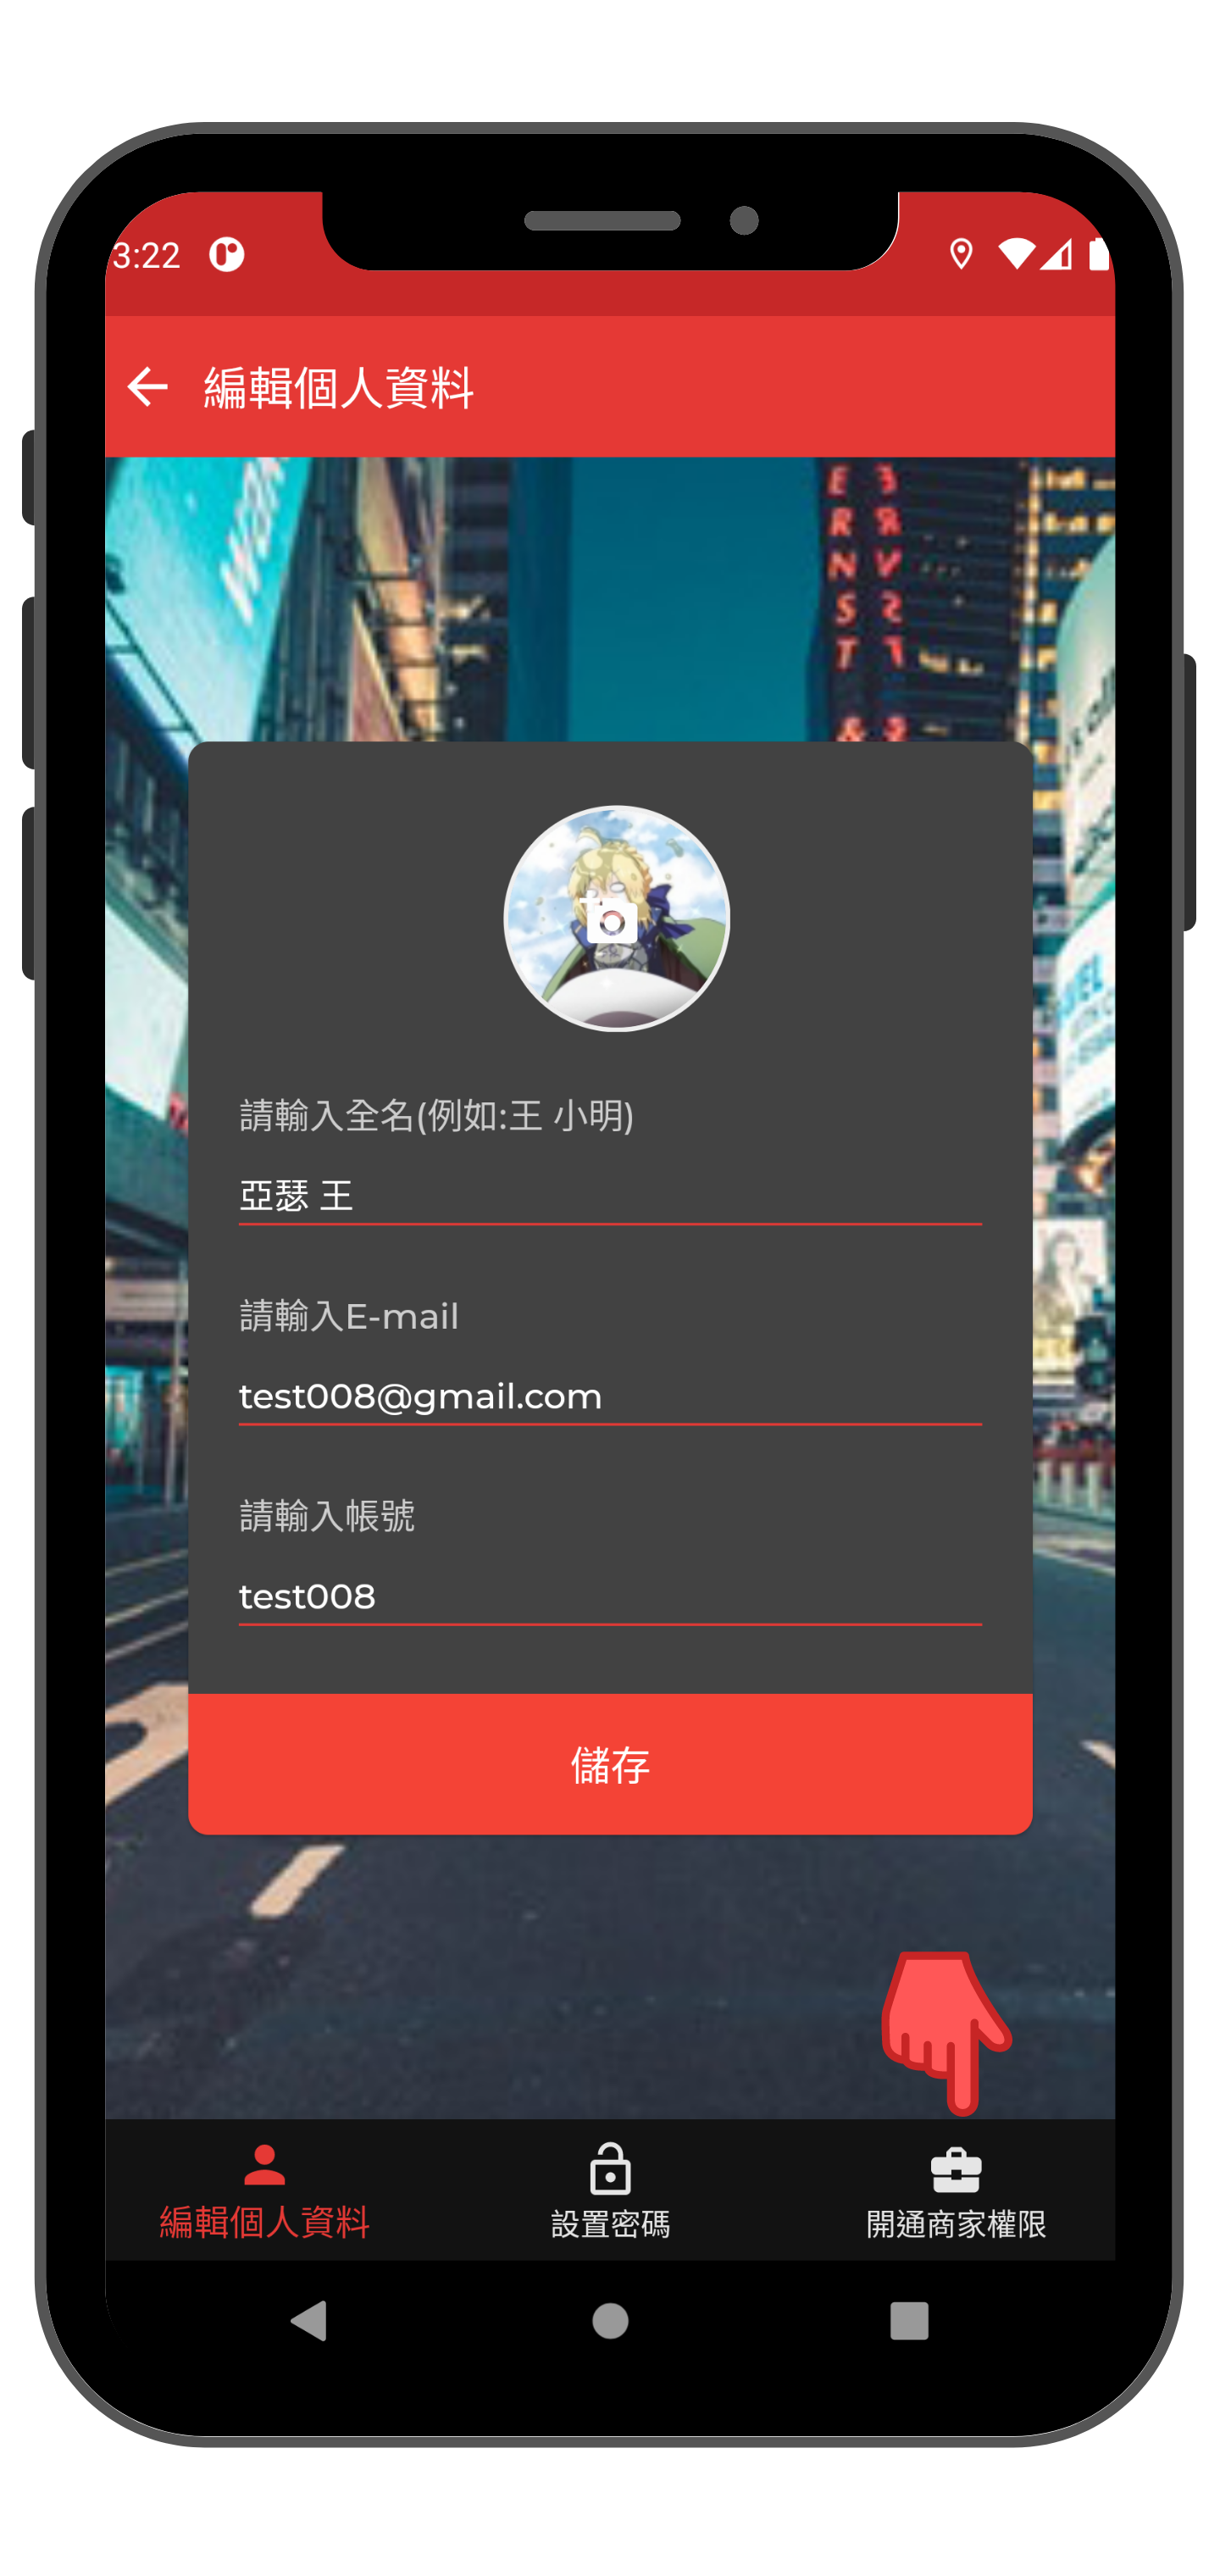 3:22
編輯個人資料
E
R
N
S
T
&
請輸入全名(例如:王 小明)
亞瑟 王
請輸入E-mail
test008@gmail.com
請輸入帳號
test008
儲存
編輯個人資料
設置密碼
開通商家權限